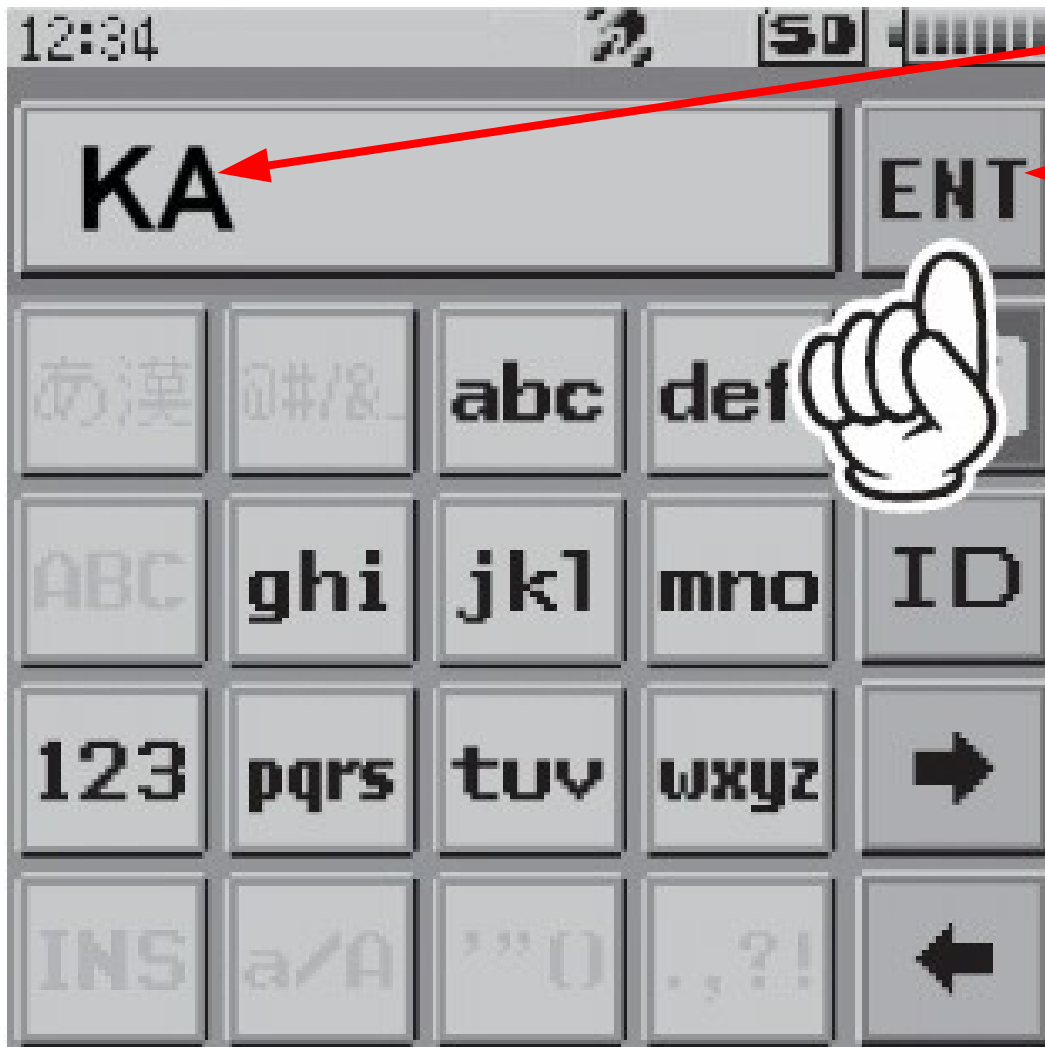 12:34 SD
KA ENT
あ漢 @#/&_ abc def
ABC ghi jkl mno ID
123 pqrs tuv wxyz
INS a/A '"() .,?!